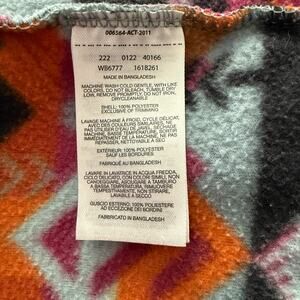 006564-ACT-2011
222 0122 40166
WB6777 1618261
MADE IN BANGLADESH
MACHINE WASH COLD GENTLE, WITH LIKE
COLORS, DO NOT BLEACH, TUMBLE DRY
LOW, REMOVE PROMPTLY, DO NOT IRON,
DRYCLEANABLE
SHELL: 100% POLYESTER
EXCLUSIVE OF TRIMMING
LAVAGE MACHINE À FROID, CYCLE DÉLICAT,
AVEC DES COULEURS SIMILAIRES, NE
PAS UTILISER D'EAU DE JAVEL, SÉCHAGE
MACHINE, BASSE TEMPÉRATURE, SORTIR
IMMÉDIATEMENT DE LA MACHINE, NE PAS
REPASSER, NETTOYABLE À SEC
EXTÉRIEUR: 100% POLYESTER
SAUF LES BORDURES
FABRIQUÉ AU BANGLADESH
LAVARE IN LAVATRICE IN ACQUA FREDDA,
CICLO DELICATO, CON COLORI SIMILI, NON
CANDEGGIARE, ASCIUGARE A TAMBURO
A BASSA TEMPERATURA, RIMUOVERE
TEMPESTIVAMENTE, NON STIRARE,
LAVABILE A SECCO
GUSCIO ESTERNO: 100% POLIESTERE
AD ECCEZIONE DEI BORDINI
FABBRICATO IN BANGLADESH